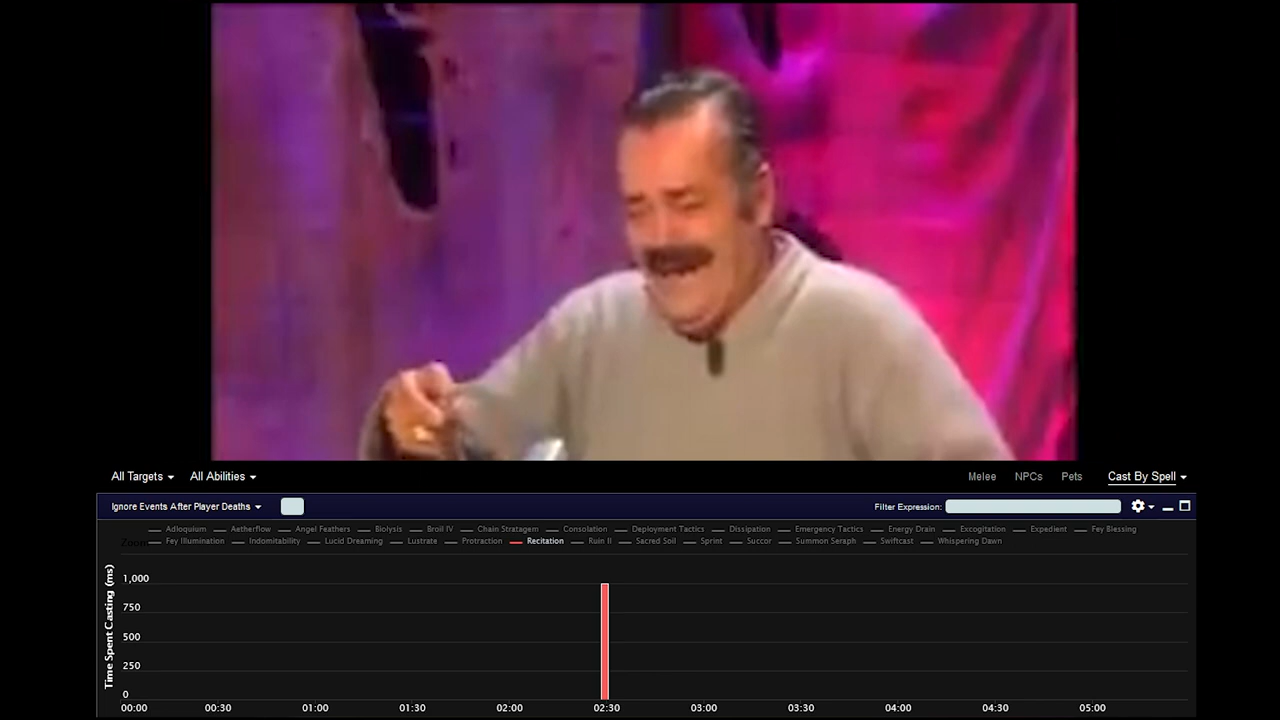 All Targets All Abilities Melee NPCs Pets Cast By Spell
Ignore Events After Player Deaths Filter Expression:
Adloquium Aetherflow Angel Feathers Biolysis Broil IV Chain Stratagem Consolation Deployment Tactics Dissipation Emergency Tactics Energy Drain Excogitation Expedient Fey Blessing
Zoom Fey Illumination Indomitability Lucid Dreaming Lustrate Protraction Recitation Ruin II Sacred Soil Sprint Succor Summon Seraph Swiftcast Whispering Dawn
Time Spent Casting (ms)
1,000
750
500
250
0
00:00 00:30 01:00 01:30 02:00 02:30 03:00 03:30 04:00 04:30 05:00